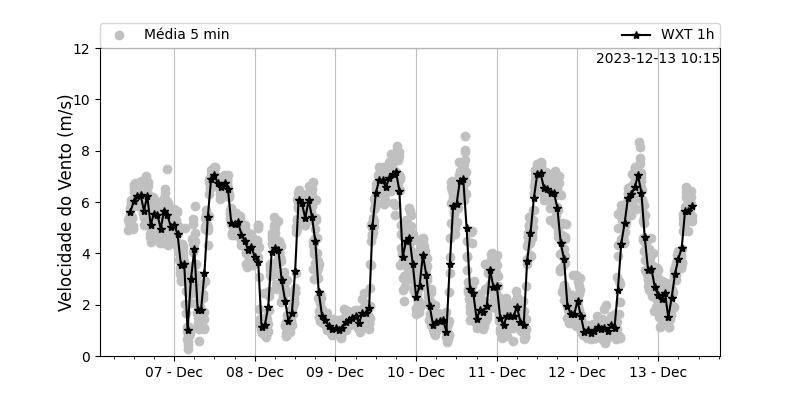 Média 5 min
WXT 1h
2023-12-13 10:15
Velocidade do Vento (m/s)
12
10
8
6
4
2
0
07 - Dec
08 - Dec
09 - Dec
10 - Dec
11 - Dec
12 - Dec
13 - Dec